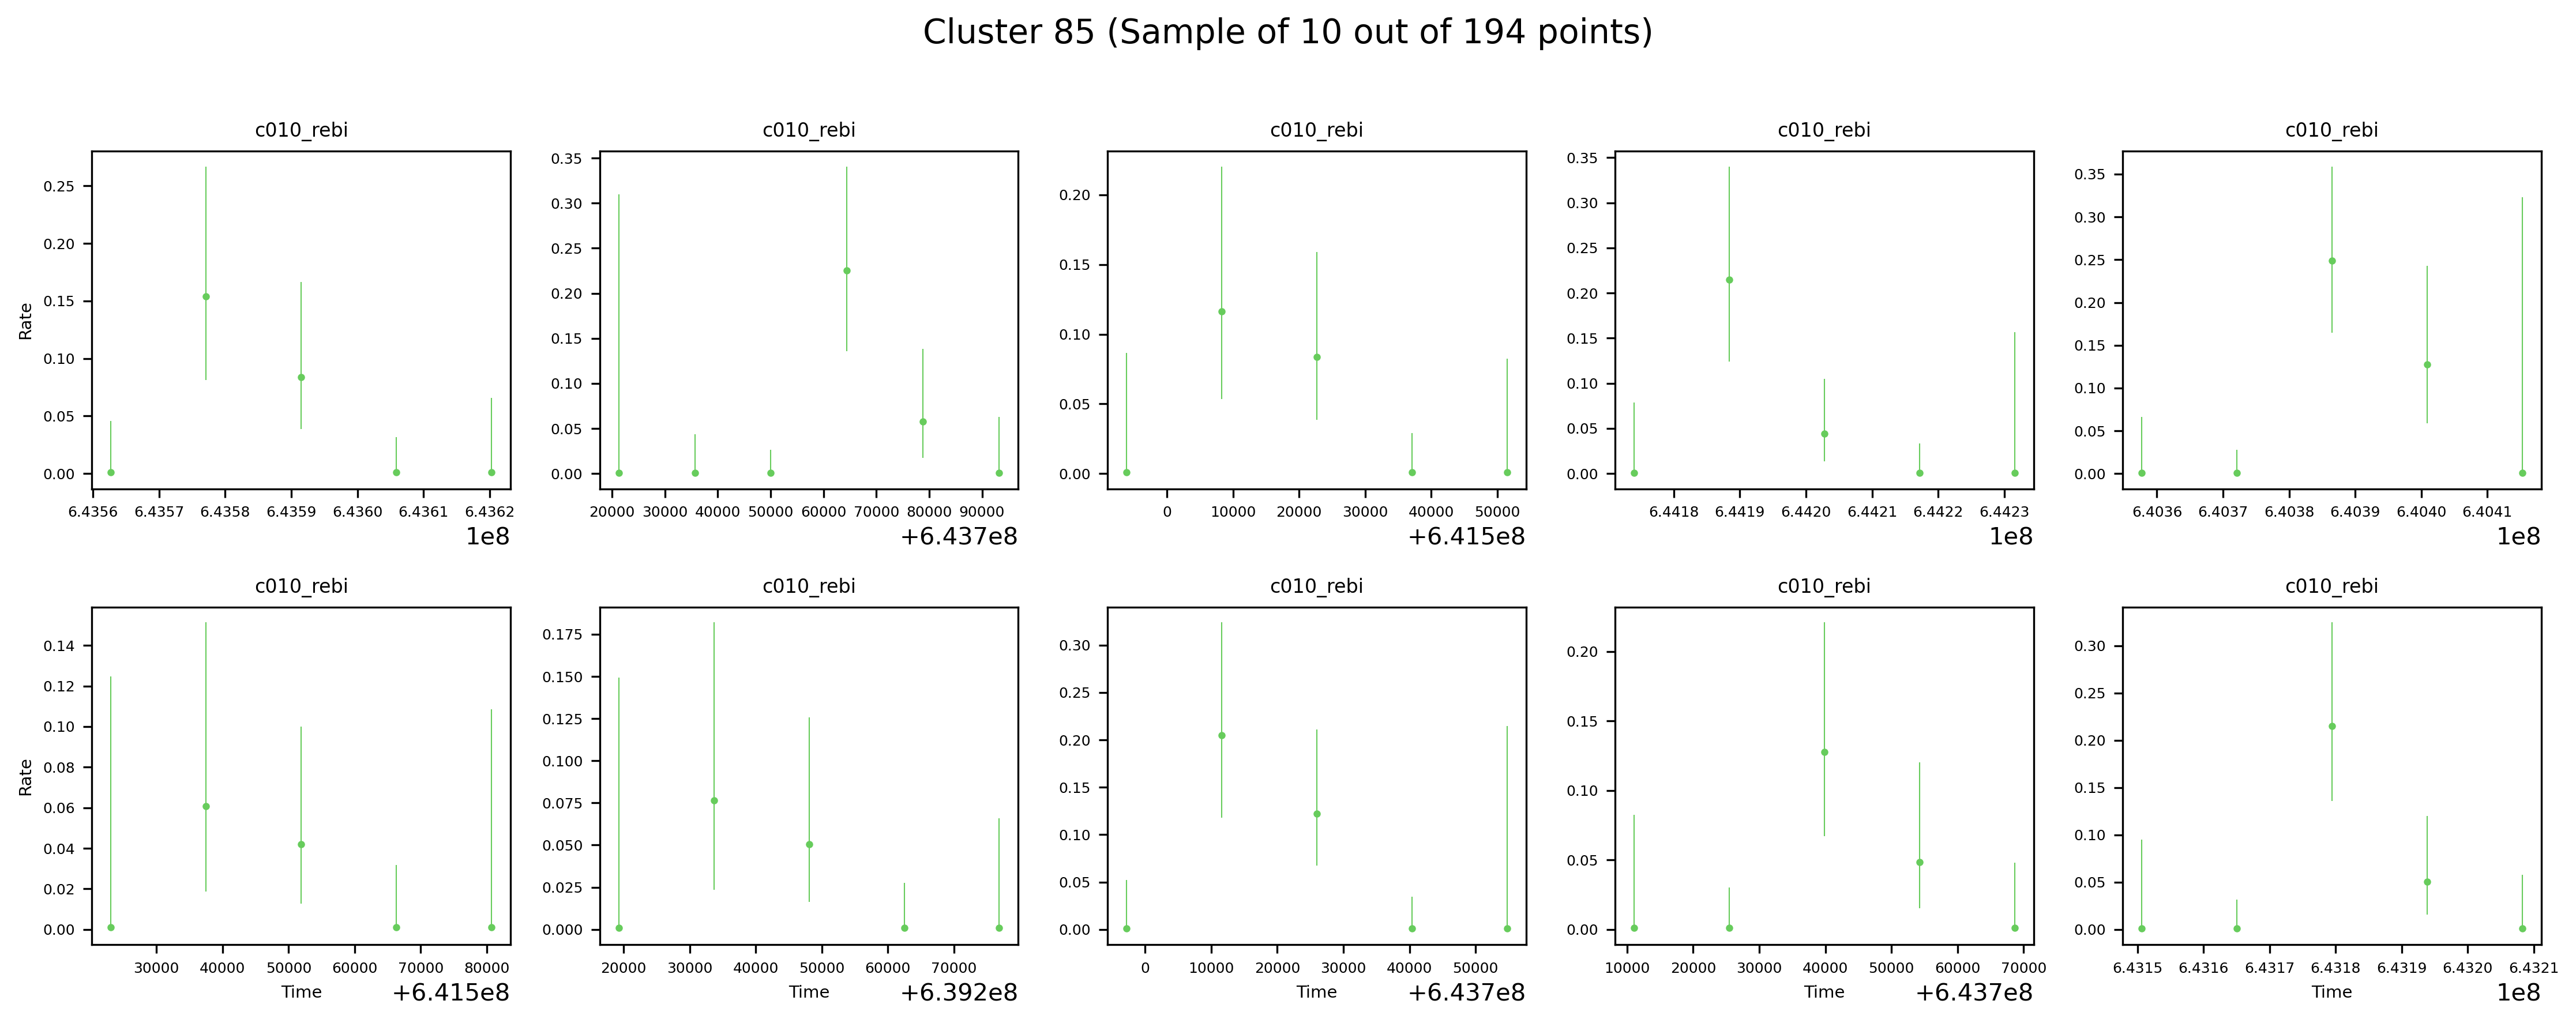 Cluster 85 (Sample of 10 out of 194 points)
c010_rebi c010_rebi c010_rebi c010_rebi c010_rebi
Rate
0.25 0.20 0.15 0.10 0.05 0.00
6.4356 6.4357 6.4358 6.4359 6.4360 6.4361 6.4362
1e8
0.35 0.30 0.25 0.20 0.15 0.10 0.05 0.00
20000 30000 40000 50000 60000 70000 80000 90000
+6.437e8
0.20 0.15 0.10 0.05 0.00
0 10000 20000 30000 40000 50000
+6.415e8
0.35 0.30 0.25 0.20 0.15 0.10 0.05 0.00
6.4418 6.4419 6.4420 6.4421 6.4422 6.4423
1e8
0.35 0.30 0.25 0.20 0.15 0.10 0.05 0.00
6.4036 6.4037 6.4038 6.4039 6.4040 6.4041
1e8
c010_rebi c010_rebi c010_rebi c010_rebi c010_rebi
Rate
0.14 0.12 0.10 0.08 0.06 0.04 0.02 0.00
30000 40000 50000 60000 70000 80000
Time +6.415e8
0.175 0.150 0.125 0.100 0.075 0.050 0.025 0.000
20000 30000 40000 50000 60000 70000
Time +6.392e8
0.30 0.25 0.20 0.15 0.10 0.05 0.00
0 10000 20000 30000 40000 50000
Time +6.437e8
0.20 0.15 0.10 0.05 0.00
10000 20000 30000 40000 50000 60000 70000
Time +6.437e8
0.30 0.25 0.20 0.15 0.10 0.05 0.00
6.4315 6.4316 6.4317 6.4318 6.4319 6.4320 6.4321
Time 1e8